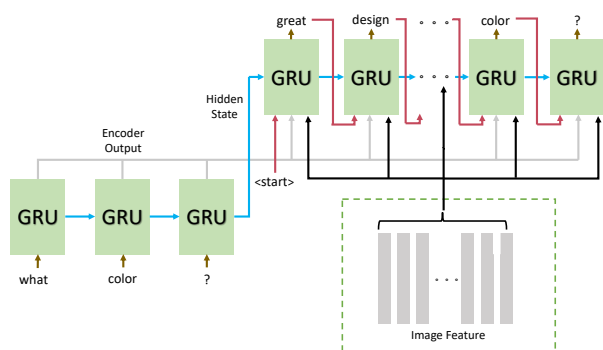 great design color ?
GRU GRU GRU GRU
Hidden
State
Encoder
Output
<start>
GRU GRU GRU
what color ?
Image Feature